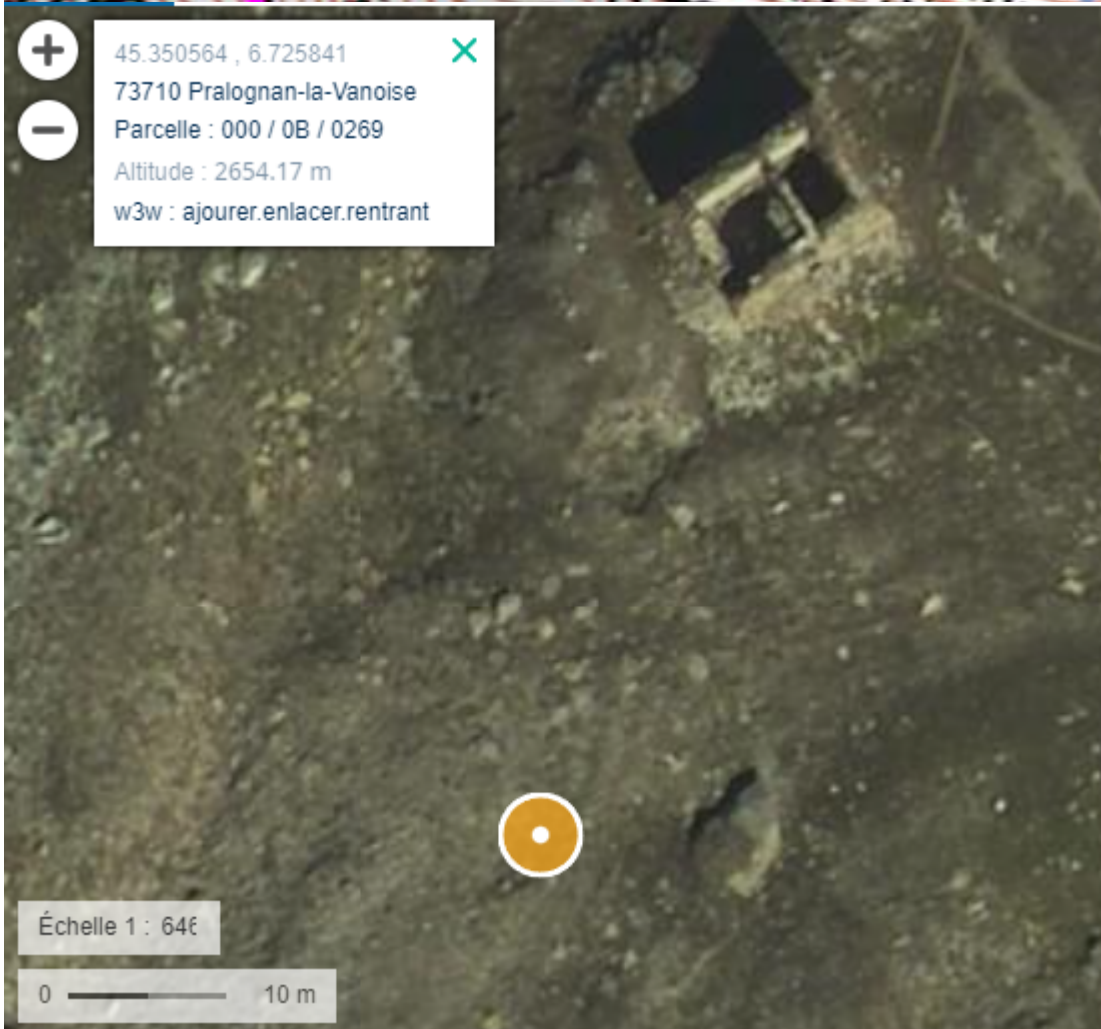 45.350564 , 6.725841
73710 Pralognan-la-Vanoise
Parcelle : 000 / 0B / 0269
Altitude : 2654.17 m
w3w : ajourer.enlacer.rentrant
Échelle 1 : 646
0 10 m